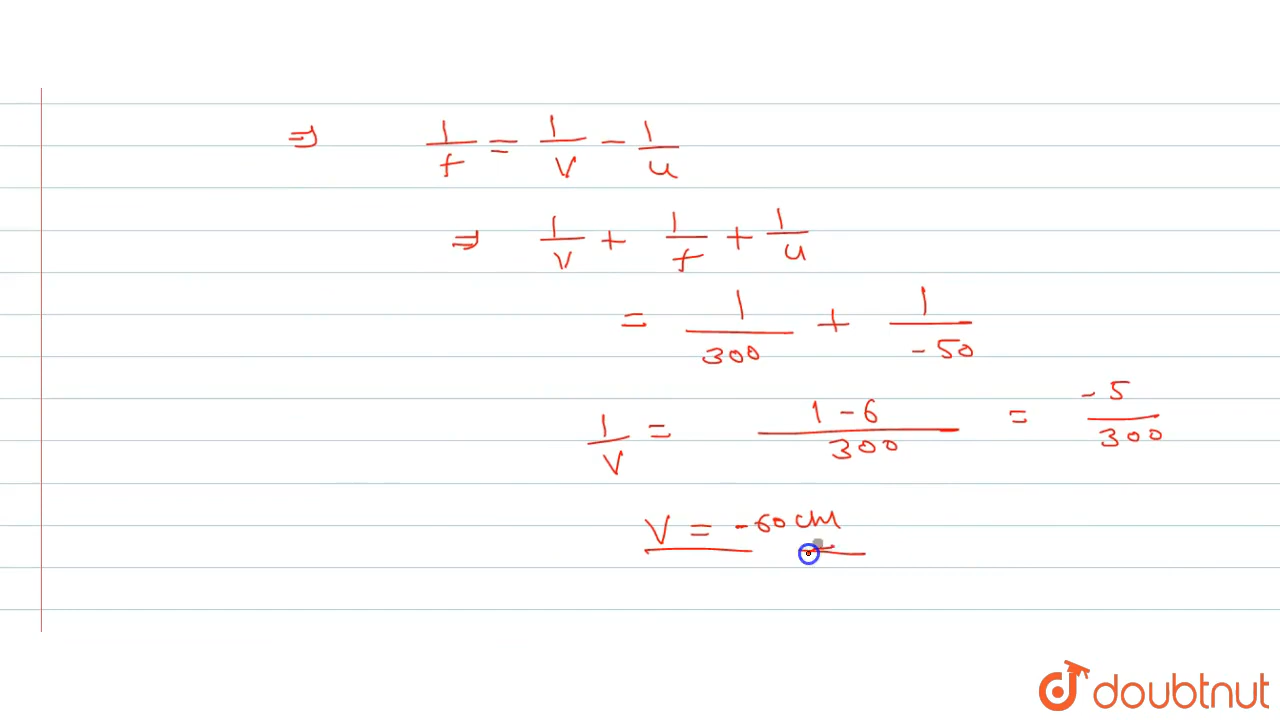 ⇒ 1/f = 1/v - 1/u
⇒ 1/v + 1/f + 1/u
= 1/300 + 1/-50
1/v = 1-6/300 = -5/300
V = -60 cm
doubtnut